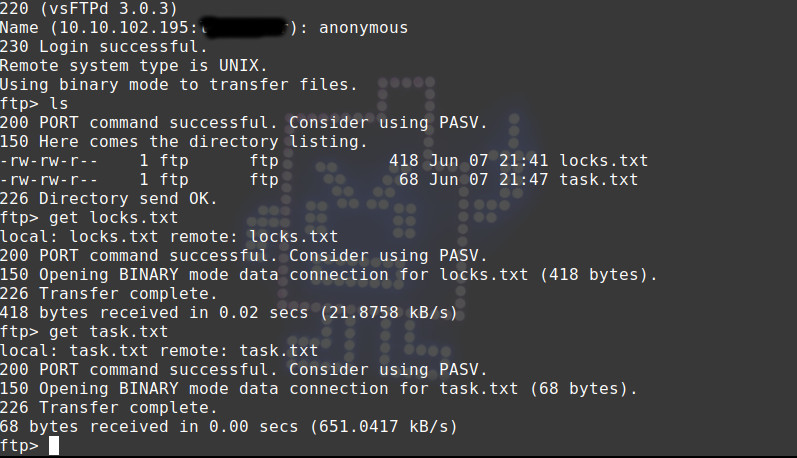 220 (vsFTPd 3.0.3)
Name (10.10.102.195: ): anonymous
230 Login successful.
Remote system type is UNIX.
Using binary mode to transfer files.
ftp> ls
200 PORT command successful. Consider using PASV.
150 Here comes the directory listing.
-rw-rw-r--    1 ftp      ftp           418 Jun 07 21:41 locks.txt
-rw-rw-r--    1 ftp      ftp            68 Jun 07 21:47 task.txt
226 Directory send OK.
ftp> get locks.txt
local: locks.txt remote: locks.txt
200 PORT command successful. Consider using PASV.
150 Opening BINARY mode data connection for locks.txt (418 bytes).
226 Transfer complete.
418 bytes received in 0.02 secs (21.8758 kB/s)
ftp> get task.txt
local: task.txt remote: task.txt
200 PORT command successful. Consider using PASV.
150 Opening BINARY mode data connection for task.txt (68 bytes).
226 Transfer complete.
68 bytes received in 0.00 secs (651.0417 kB/s)
ftp>